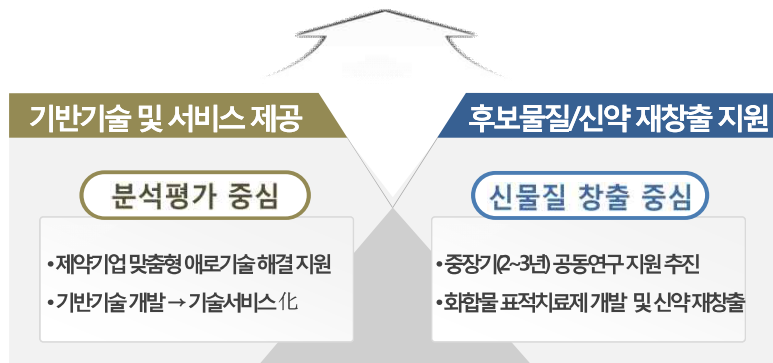 기반기술 및 서비스 제공
분석평가 중심
• 제약기업 맞춤형 애로기술 해결 지원
• 기반기술 개발 → 기술서비스 化
후보물질/신약 재창출 지원
신물질 창출 중심
• 중장기(2~3년) 공동연구 지원 추진
• 화합물 표적치료제 개발 및 신약 재창출